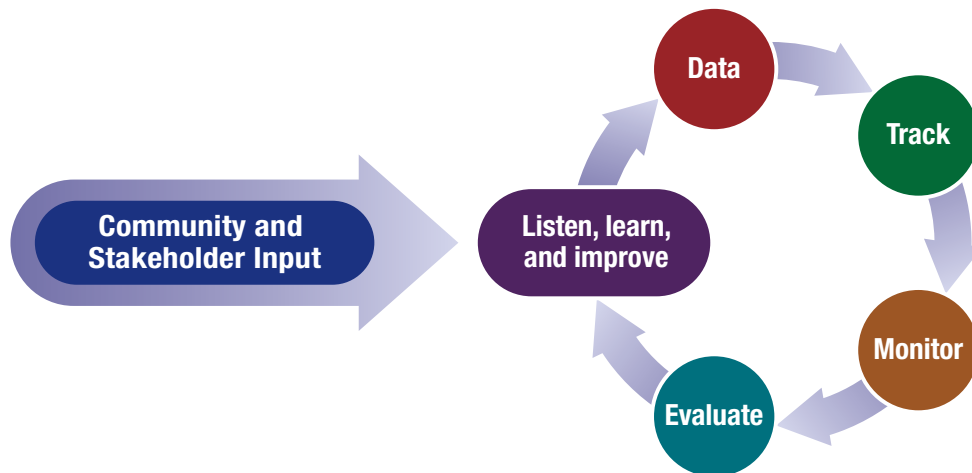 Community and
Stakeholder Input
Listen, learn,
and improve
Data
Track
Monitor
Evaluate